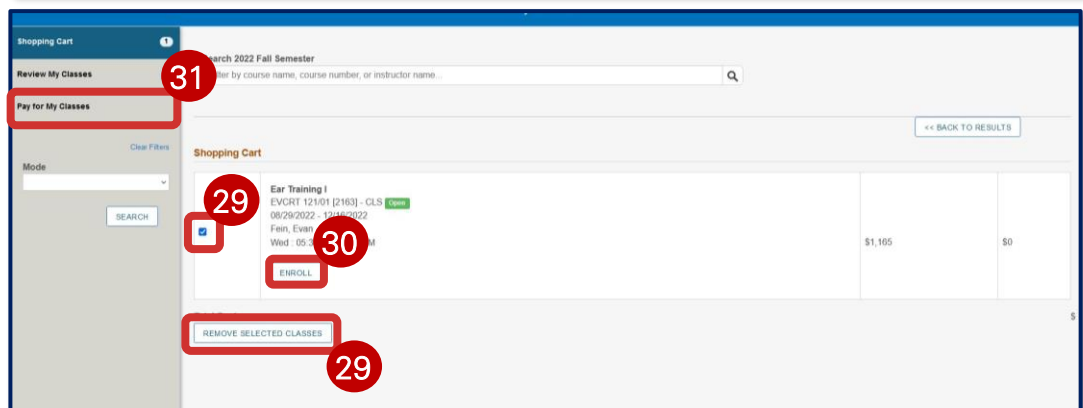 Shopping Cart 1
Review My Classes
31
Pay for My Classes
Search 2022 Fall Semester
by course name, course number, or instructor name...
<< BACK TO RESULTS
Clear Filters
Mode
SEARCH
Shopping Cart
29
Ear Training I
EVCRT 121/01 [2163] - CLS Open
08/29/2022 - 12/16/2022
Fein, Evan
Wed : 05:3
30
ENROLL
$1,165
$0
$
REMOVE SELECTED CLASSES
29